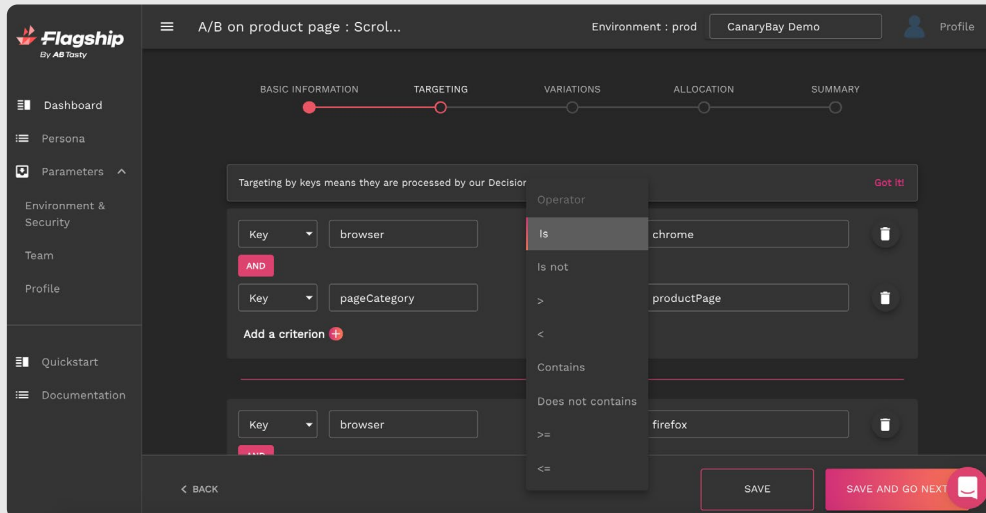 Flagship
By AB Tasty
A/B on product page : Scrol...
Environment : prod
CanaryBay Demo
Profile
Dashboard
Persona
Parameters
Environment &
Security
Team
Profile
Quickstart
Documentation
BASIC INFORMATION
TARGETING
VARIATIONS
ALLOCATION
SUMMARY
Targeting by keys means they are processed by our Decision
Got it!
Key
browser
chrome
AND
Key
pageCategory
productPage
Add a criterion
Key
browser
firefox
AND
Operator
Is
Is not
>
<
Contains
Does not contains
>=
<=
< BACK
SAVE
SAVE AND GO NEXT